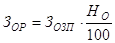 З_ОР = З_ОЗП · Н_О / 100